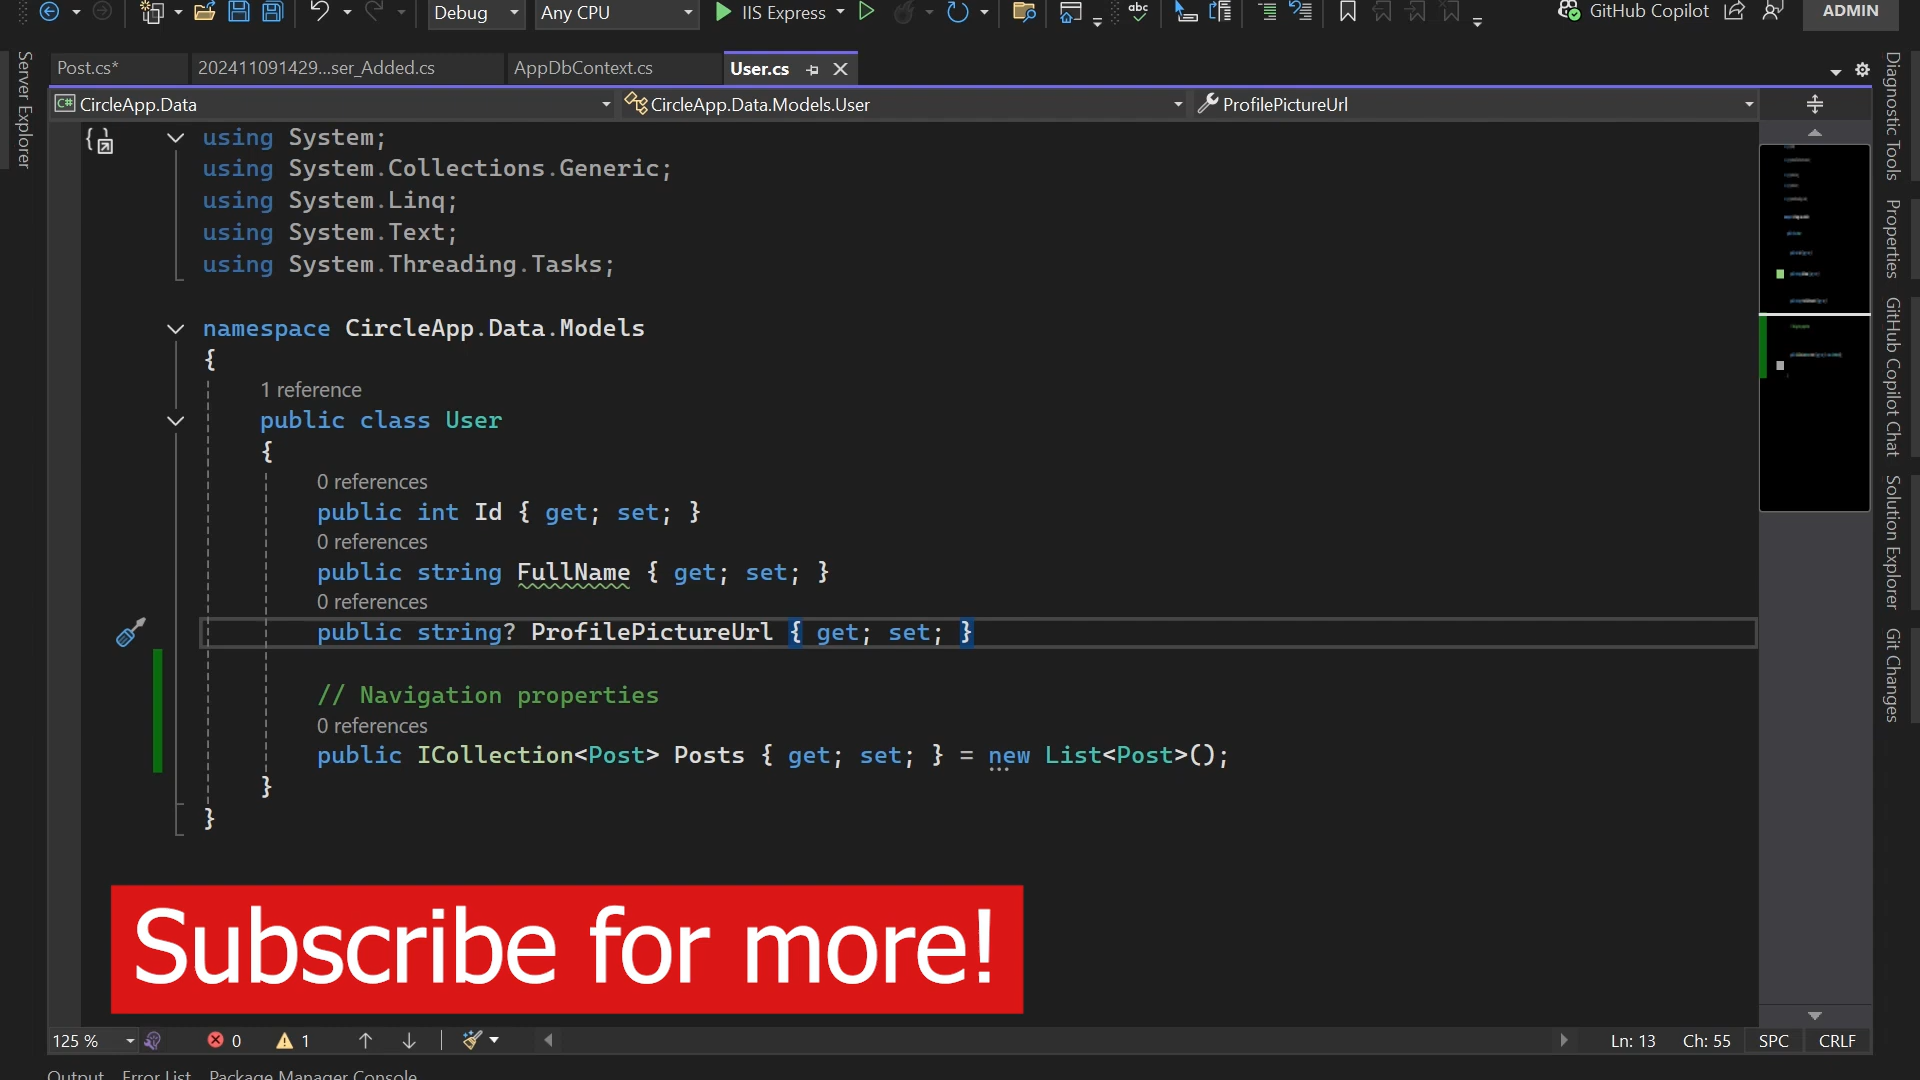 Debug
Any CPU
IIS Express
GitHub Copilot
ADMIN
Server Explorer
Post.cs*
202411091429...ser_Added.cs
AppDbContext.cs
User.cs
C# CircleApp.Data
CircleApp.Data.Models.User
ProfilePictureUrl
using System;
using System.Collections.Generic;
using System.Linq;
using System.Text;
using System.Threading.Tasks;
namespace CircleApp.Data.Models
{
1 reference
public class User
{
0 references
public int Id { get; set; }
0 references
public string FullName { get; set; }
0 references
public string? ProfilePictureUrl { get; set; }
// Navigation properties
0 references
public ICollection<Post> Posts { get; set; } = new List<Post>();
}
}
Subscribe for more!
Diagnostic Tools
Properties
GitHub Copilot Chat
Solution Explorer
Git Changes
125 %
0
1
Ln: 13
Ch: 55
SPC
CRLF
Output
Error List
Package Manager Console